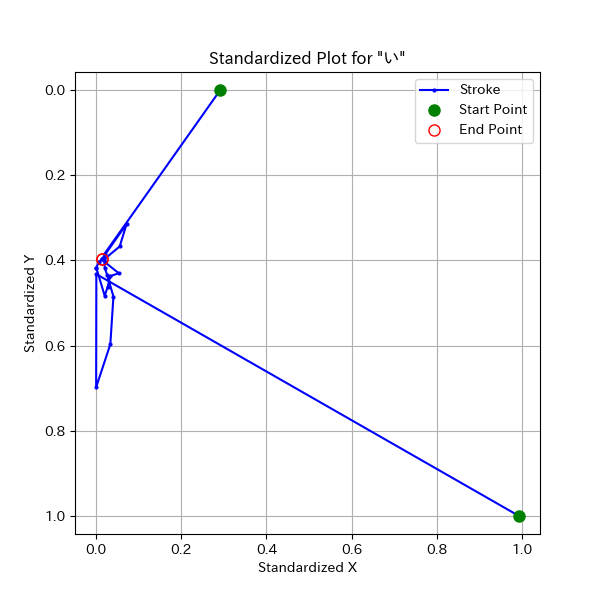 Standardized Plot for "い"
Stroke
Start Point
End Point
0.0
0.2
0.4
0.6
0.8
1.0
Standardized Y
0.0 0.2 0.4 0.6 0.8 1.0
Standardized X